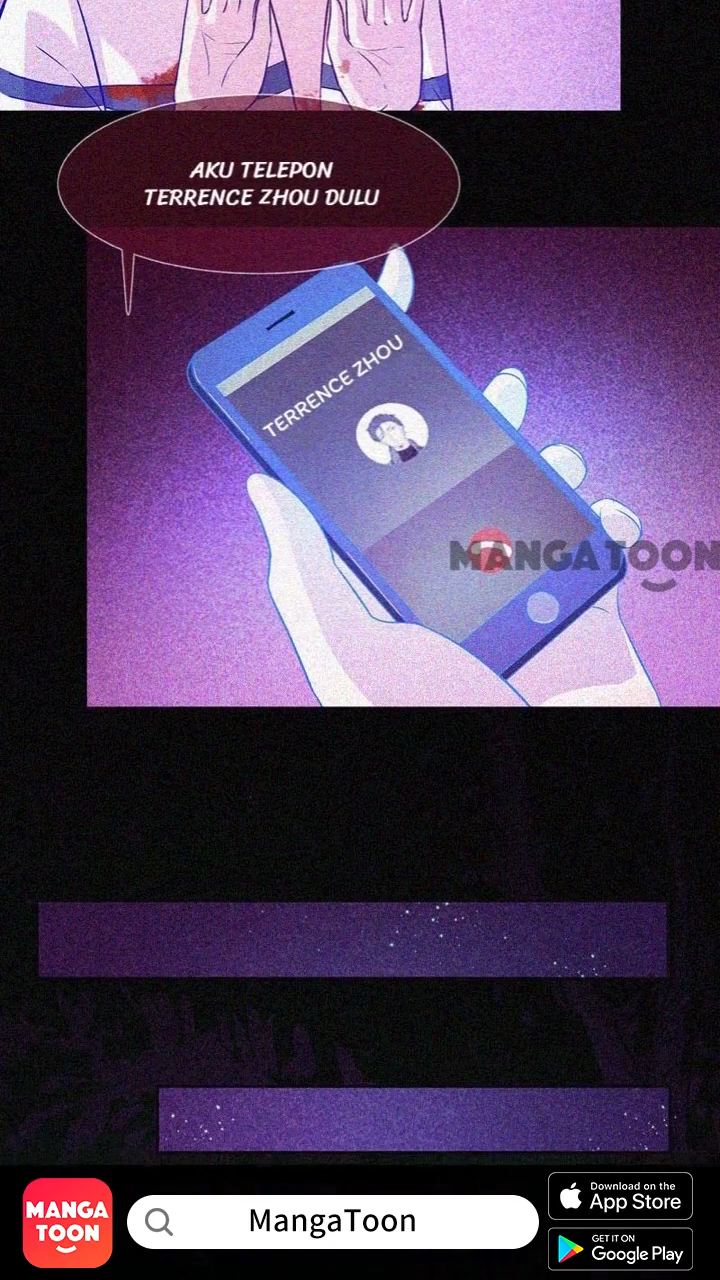 AKU TELEPON
TERRENCE ZHOU DULU
TERRENCE ZHOU
MANGATOON
MANGA
TOON
MangaToon
Download on the
App Store
GET IT ON
Google Play